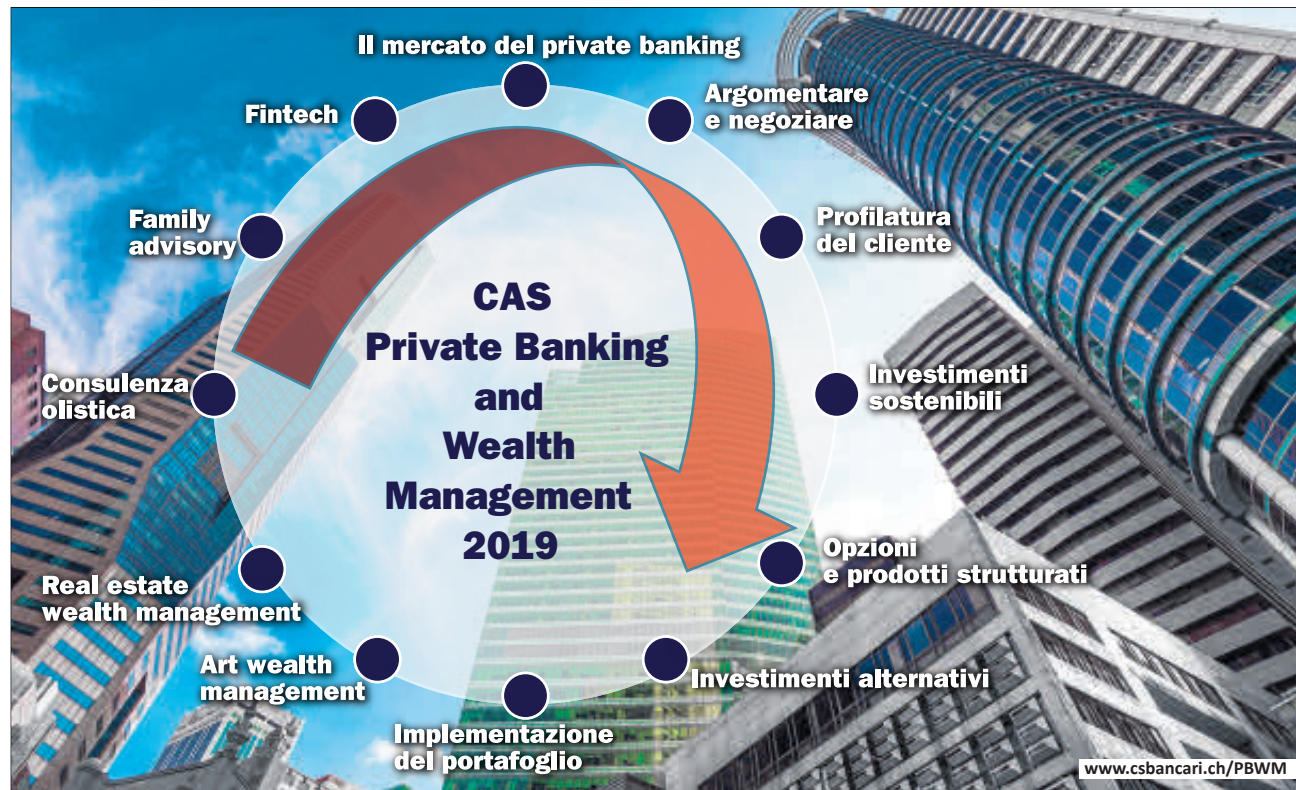 Il mercato del private banking
Argomentare
e negoziare
Profilatura
del cliente
Investimenti
sostenibili
Opzioni
e prodotti strutturati
Investimenti alternativi
Implementazione
del portafoglio
Art wealth
management
Real estate
wealth management
Consulenza
olistica
Family
advisory
Fintech
CAS
Private Banking
and
Wealth
Management
2019
www.csbancari.ch/PBWM